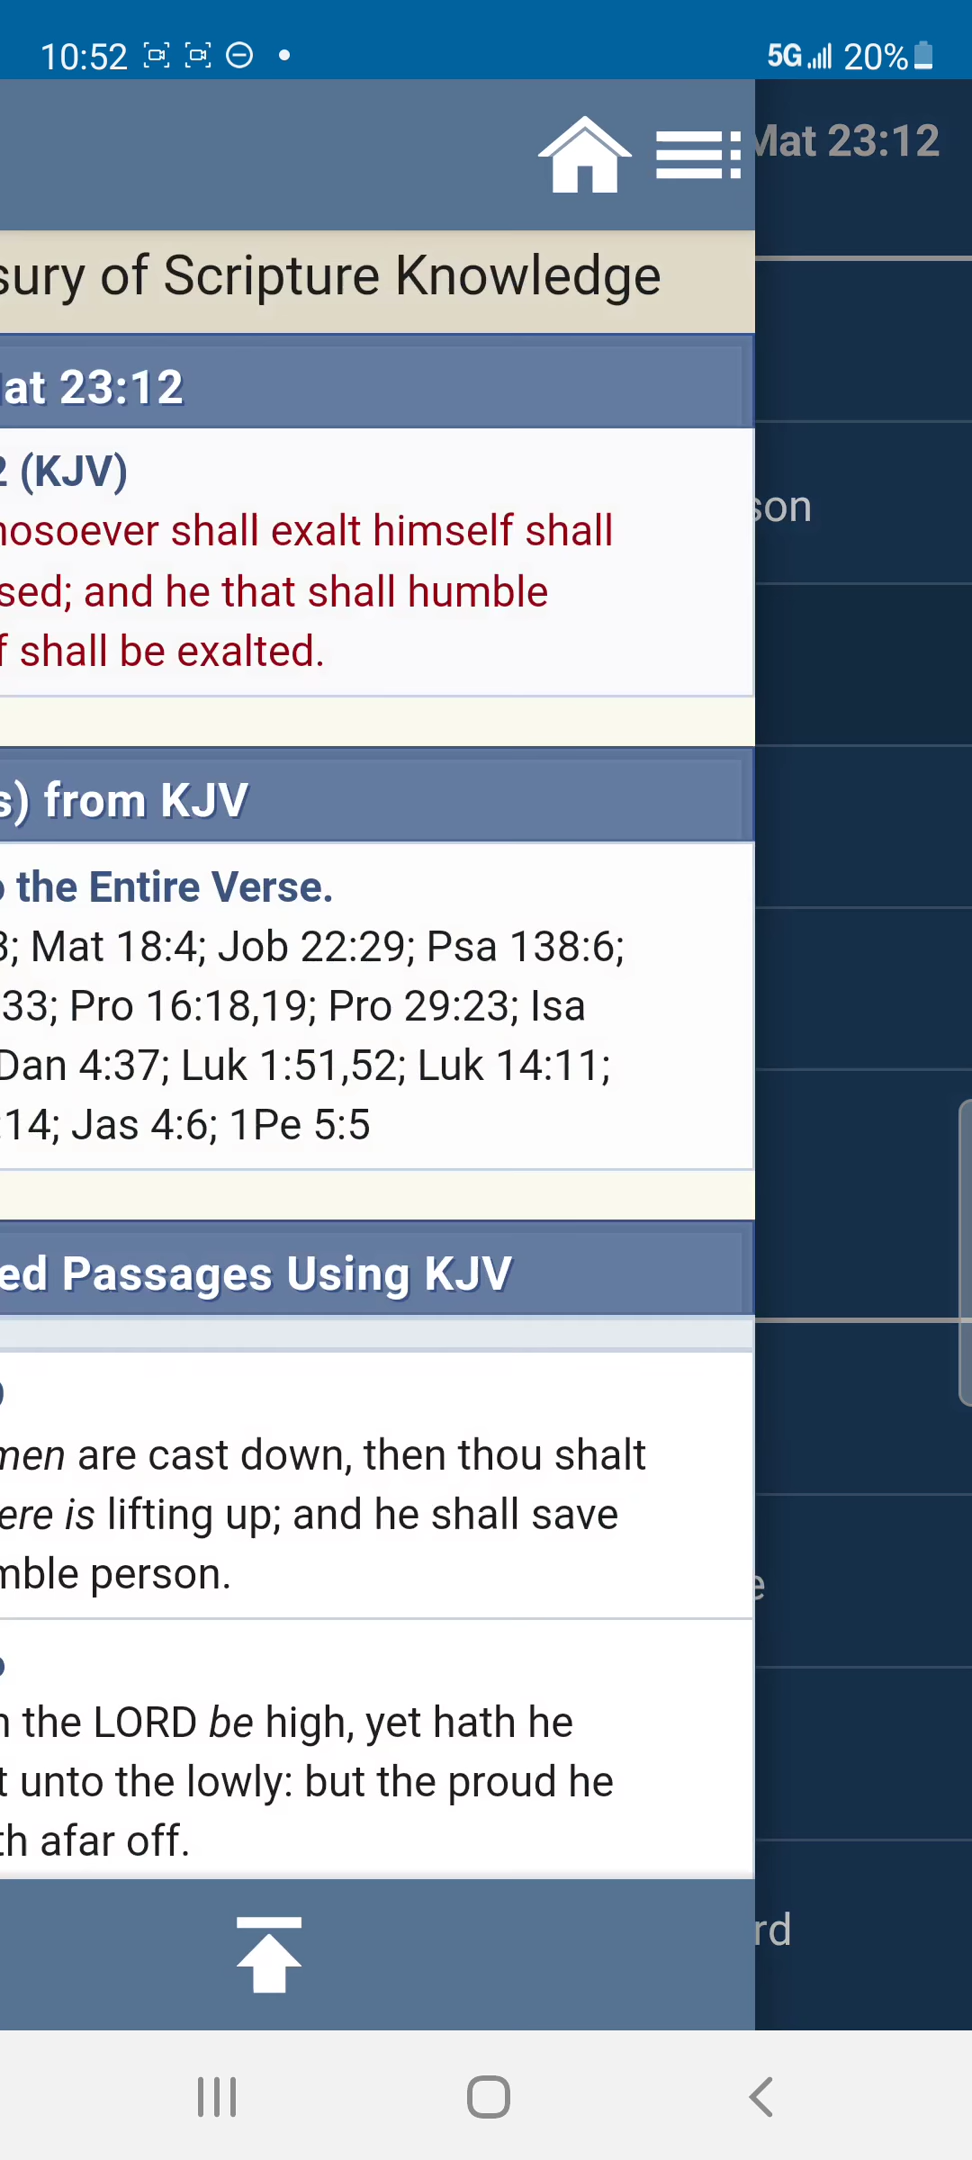 10:52 5G 20%
Mat 23:12
sury of Scripture Knowledge
at 23:12
2 (KJV)
hosoever shall exalt himself shall
sed; and he that shall humble
f shall be exalted.
son
s) from KJV
o the Entire Verse.
3; Mat 18:4; Job 22:29; Psa 138:6;
33; Pro 16:18,19; Pro 29:23; Isa
Dan 4:37; Luk 1:51,52; Luk 14:11;
:14; Jas 4:6; 1Pe 5:5
ed Passages Using KJV
)
men are cast down, then thou shalt
ere is lifting up; and he shall save
mble person.
e
n the LORD be high, yet hath he
t unto the lowly: but the proud he
th afar off.
rd